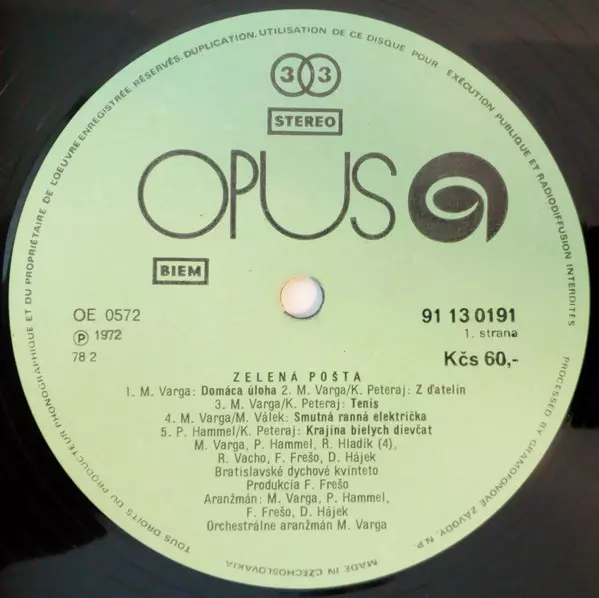 TOUS DROITS DU PRODUCTEUR PHONOGRAPHIQUE ET DU PROPRIÉTAIRE DE L'OEUVRE ENREGISTRÉE RÉSERVÉS. DUPLICATION, UTILISATION DE CE DISQUE POUR EXÉCUTION PUBLIQUE ET RADIODIFFUSION INTERDITES
33
STEREO
OPUS
BIEM
OE 0572
91 13 0191
Ⓟ 1972
1. strana
78 2
Kčs 60,-
ZELENÁ POŠTA
1. M. Varga: Domáca úloha 2. M. Varga/K. Peteraj: Z ďatelin
3. M. Varga/K. Peteraj: Tenis
4. M. Varga/M. Válek: Smutná ranná električka
5. P. Hammel/K. Peteraj: Krajina bielych dievčat
M. Varga, P. Hammel, R. Hladík (4),
R. Vacho, F. Frešo, D. Hájek
Bratislavské dychové kvinteto
Produkcia F. Frešo
Aranžmán: M. Varga, P. Hammel,
F. Frešo, D. Hájek
Orchestrálne aranžmán M. Varga
PROCESSED BY GRAMOFONOVÉ ZÁVODY, N.P.
MADE IN CZECHOSLOVAKIA